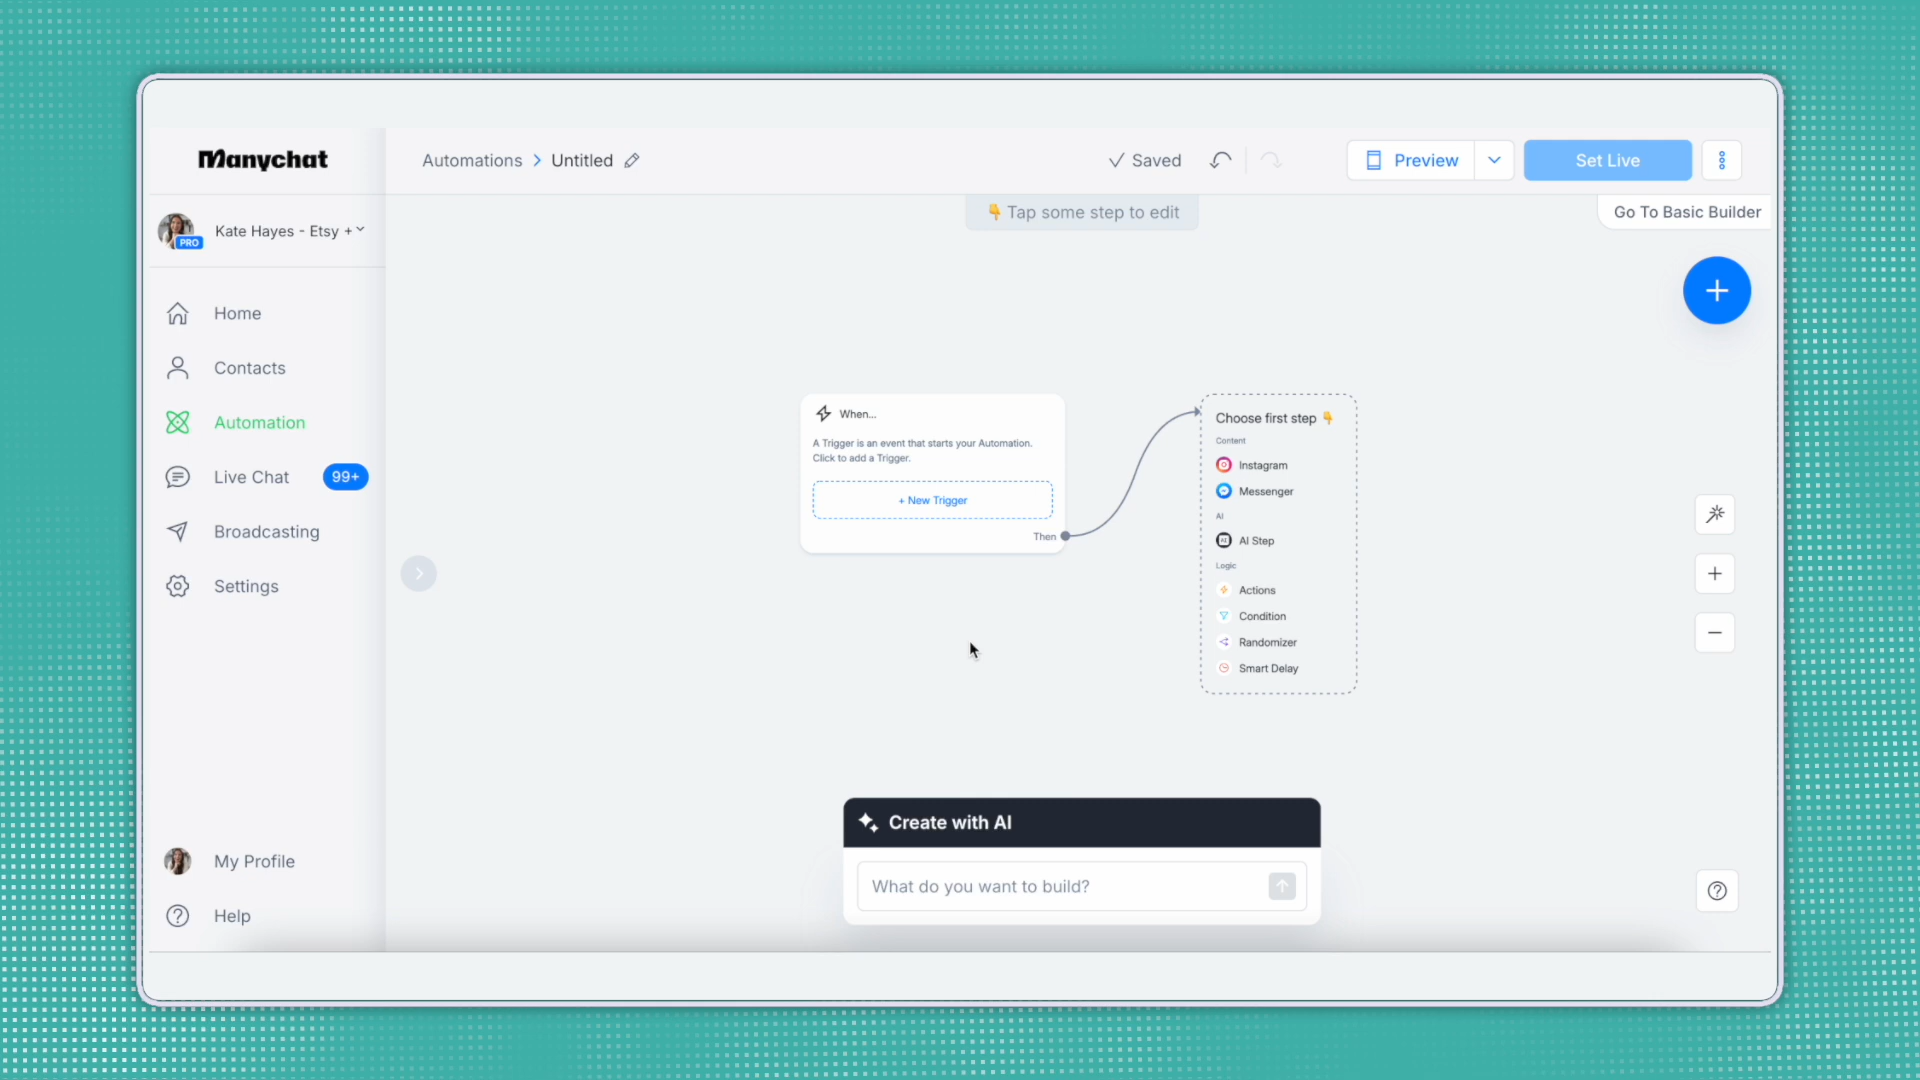 Manychat
Automations > Untitled
Saved
Preview
Set Live
PRO
Kate Hayes - Etsy +
👇 Tap some step to edit
Go To Basic Builder
Home
Contacts
Automation
Live Chat 99+
Broadcasting
Settings
When...
A Trigger is an event that starts your Automation.
Click to add a Trigger.
+ New Trigger
Then
Choose first step 👇
Content
Instagram
Messenger
AI
AI Step
Logic
Actions
Condition
Randomizer
Smart Delay
Create with AI
What do you want to build?
My Profile
Help